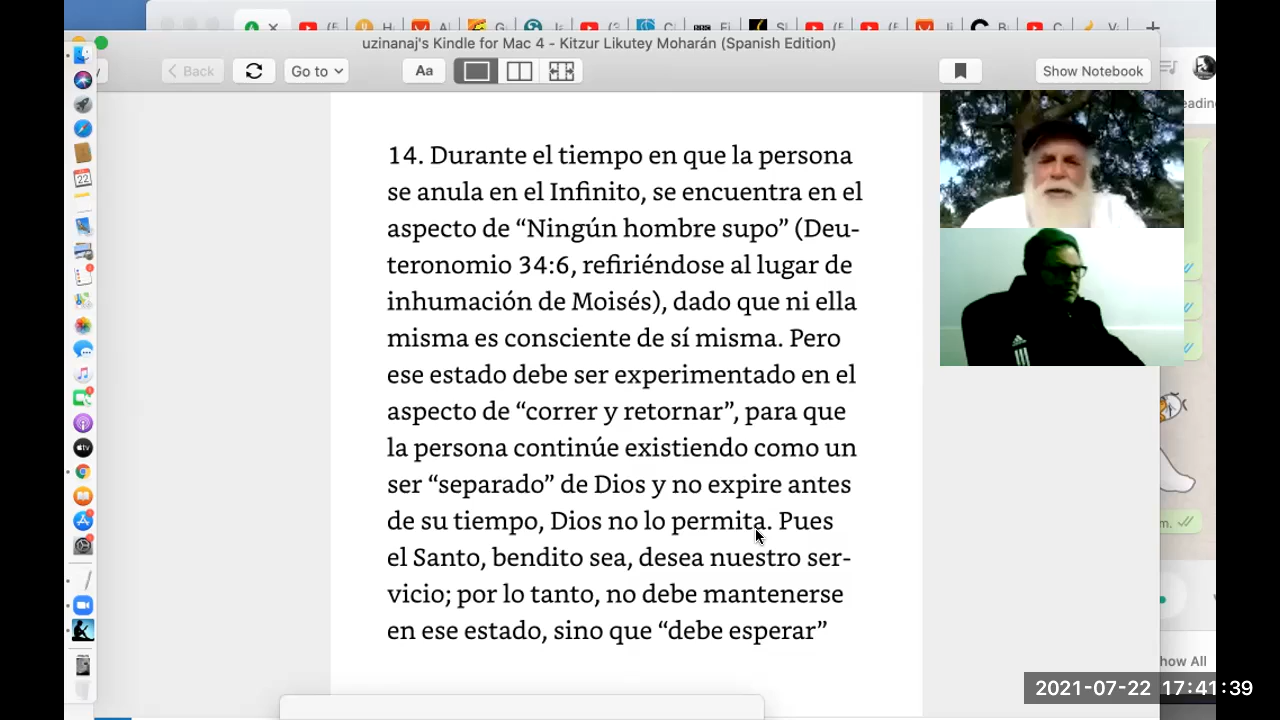 uzinanaj's Kindle for Mac 4 - Kitzur Likutey Moharán (Spanish Edition)
Back
Go to
Aa
Show Notebook
14. Durante el tiempo en que la persona
se anula en el Infinito, se encuentra en el
aspecto de “Ningún hombre supo” (Deu-
teronomio 34:6, refiriéndose al lugar de
inhumación de Moisés), dado que ni ella
misma es consciente de sí misma. Pero
ese estado debe ser experimentado en el
aspecto de “correr y retornar”, para que
la persona continúe existiendo como un
ser “separado” de Dios y no expire antes
de su tiempo, Dios no lo permita. Pues
el Santo, bendito sea, desea nuestro ser-
vicio; por lo tanto, no debe mantenerse
en ese estado, sino que “debe esperar”
22
tv
eadin
m.
how All
2021-07-22 17:41:39